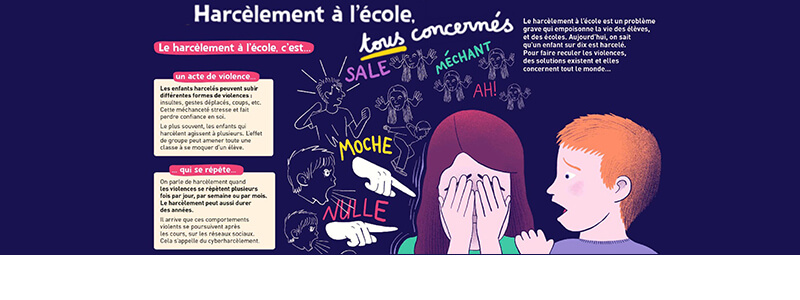 Harcèlement à l'école,
tous concernés
Le harcèlement à l'école est un problème
grave qui empoisonne la vie des élèves,
et des écoles. Aujourd'hui, on sait
qu'un enfant sur dix est harcelé.
Pour faire reculer les violences,
des solutions existent et elles
concernent tout le monde...
Le harcèlement à l'école, c'est...
un acte de violence...
Les enfants harcelés peuvent subir
différentes formes de violences :
insultes, gestes déplacés, coups, etc.
Cette méchanceté stresse et fait
perdre confiance en soi.
Le plus souvent, les enfants qui
harcèlent agissent à plusieurs. L'effet
de groupe peut amener toute une
classe à se moquer d'un élève.
... qui se répète...
On parle de harcèlement quand
les violences se répètent plusieurs
fois par jour, par semaine ou par mois.
Le harcèlement peut aussi durer
des années.
Il arrive que ces comportements
violents se poursuivent après
les cours, sur les réseaux sociaux.
Cela s'appelle du cyberharcèlement.
SALE
MÉCHANT
AH!
MOCHE
NULLE